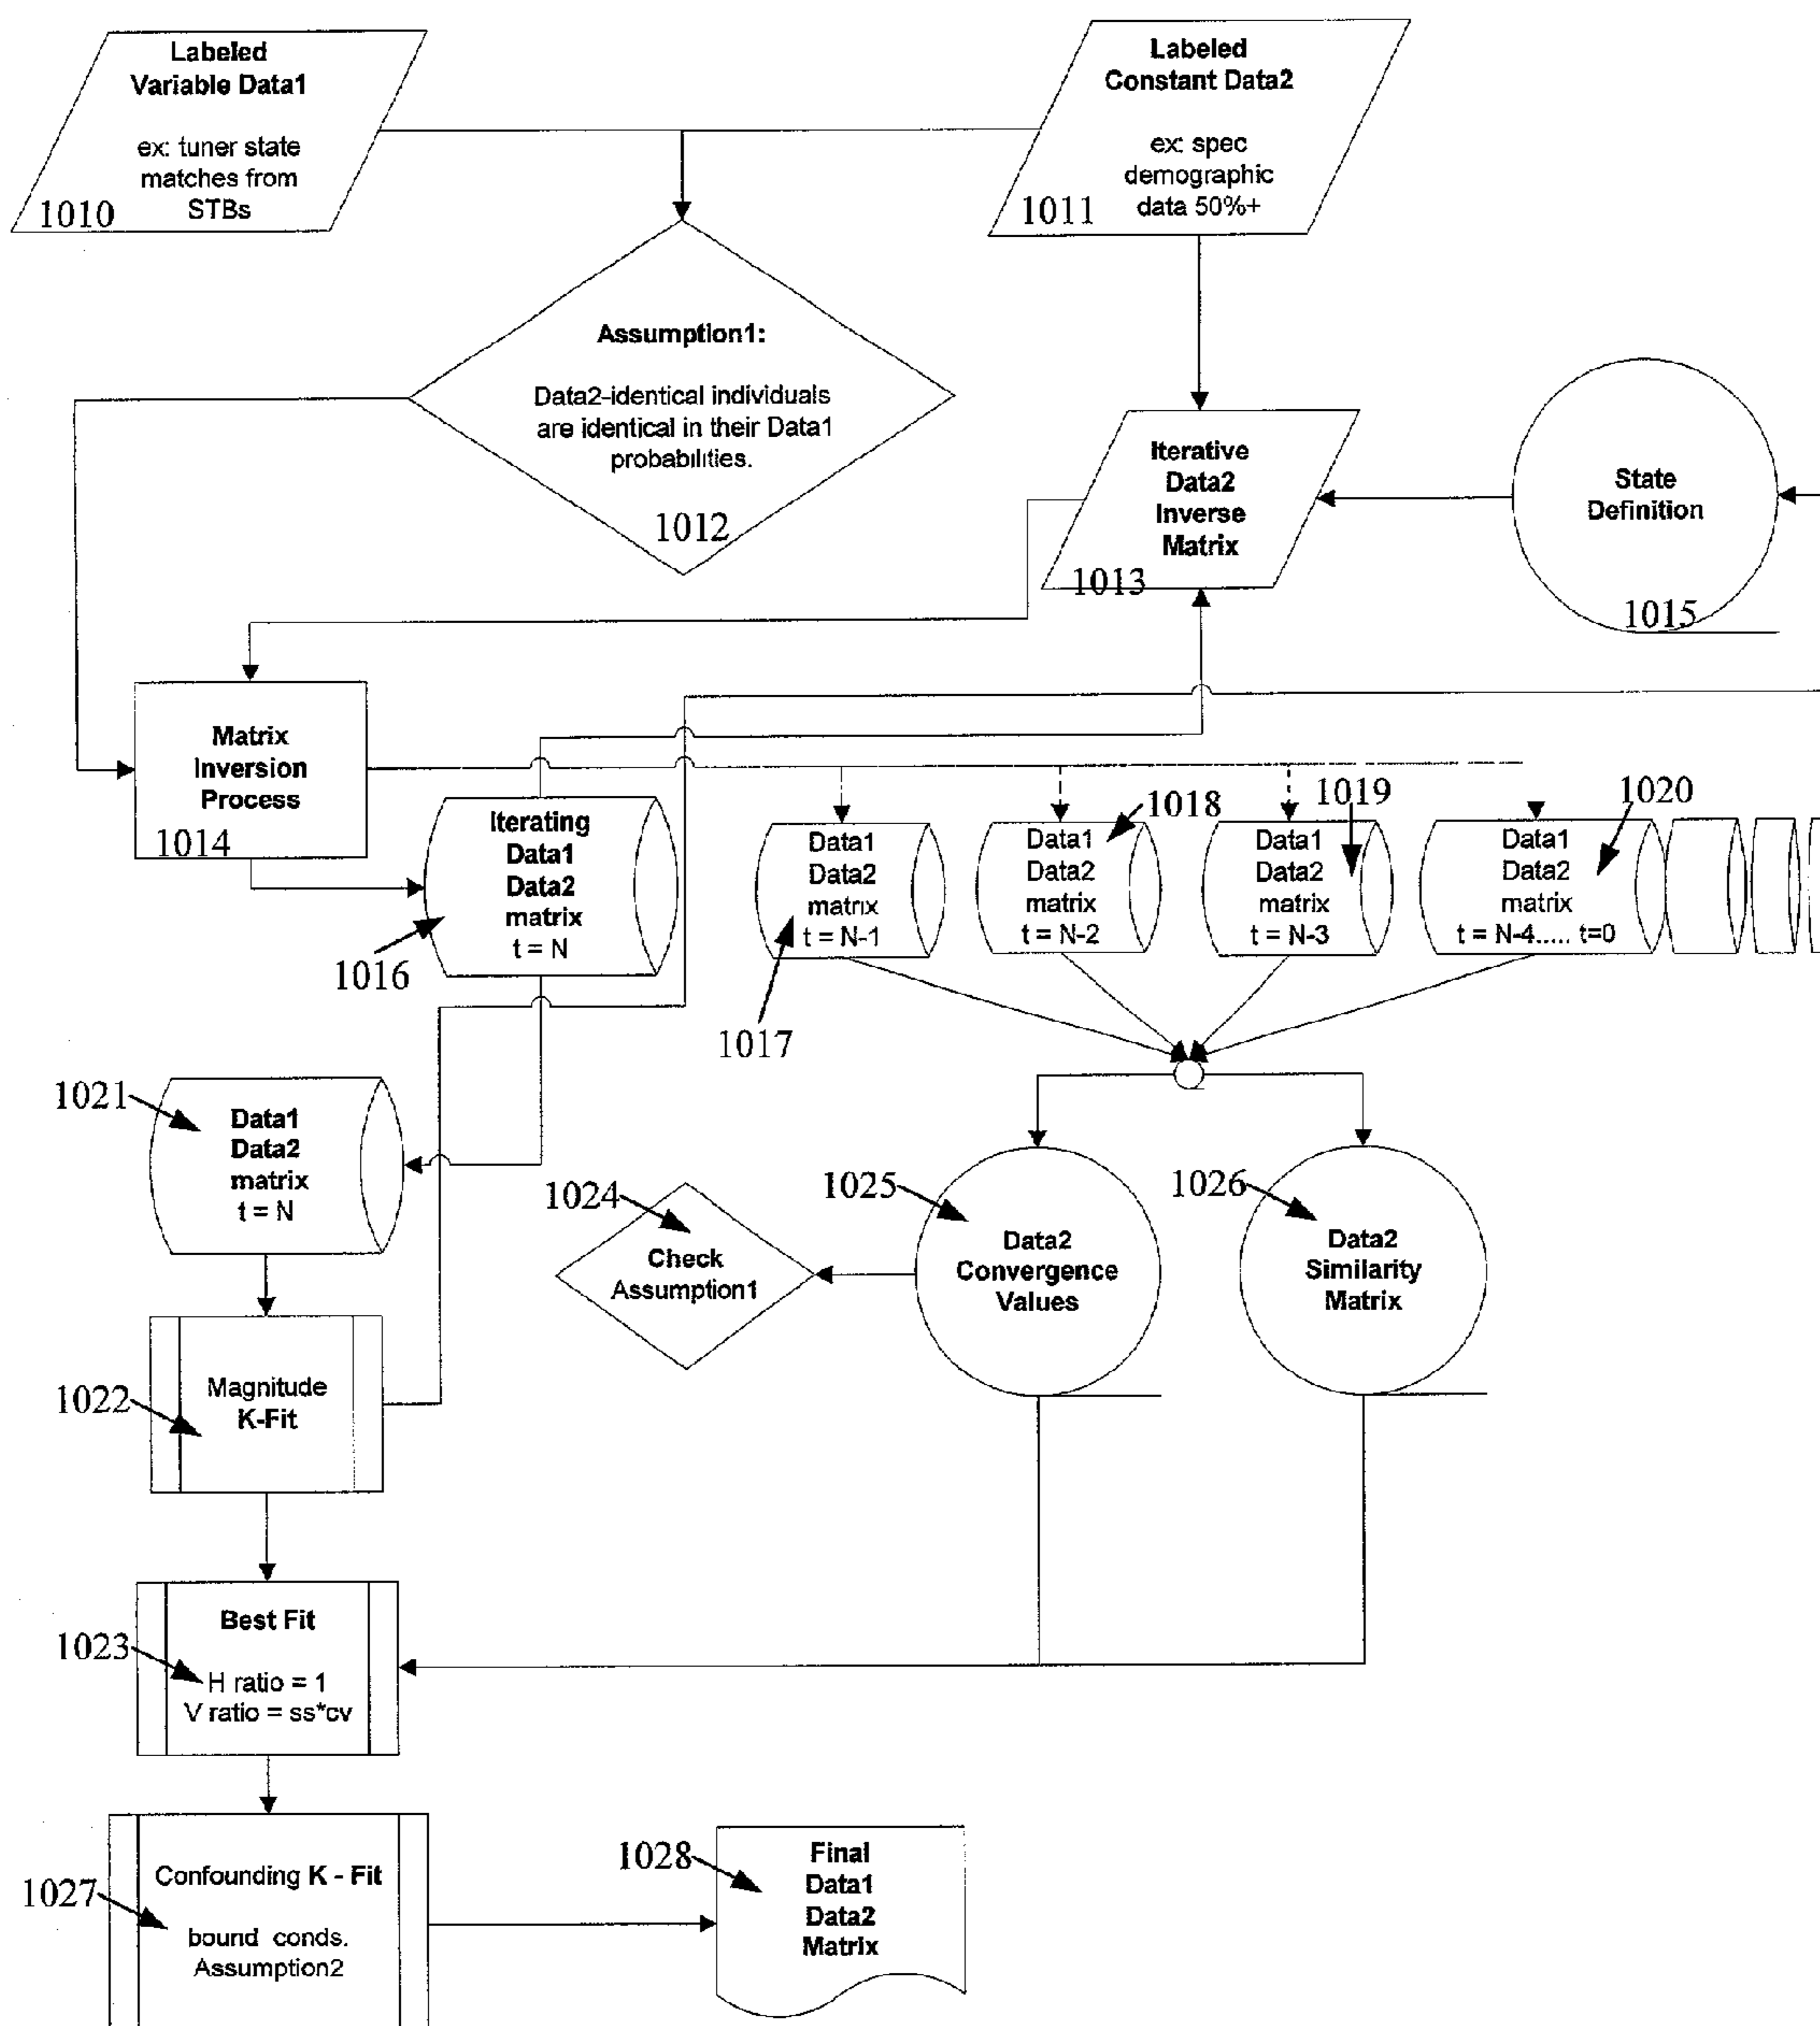 Labeled
Variable Data1
ex: tuner state
matches from
STBs
1010
Labeled
Constant Data2
ex: spec
demographic
data 50%+
1011
Assumption1:
Data2-identical individuals
are identical in their Data1
probabilities.
1012
Iterative
Data2
Inverse
Matrix
1013
State
Definition
1015
Matrix
Inversion
Process
1014
Iterating
Data1
Data2
matrix
t = N
1016
Data1
Data2
matrix
t = N-1
1017
1018
Data1
Data2
matrix
t = N-2
1019
Data1
Data2
matrix
t = N-3
1020
Data1
Data2
matrix
t = N-4..... t=0
1021
Data1
Data2
matrix
t = N
1024
Check
Assumption1
1025
Data2
Convergence
Values
1026
Data2
Similarity
Matrix
1022
Magnitude
K-Fit
1023
Best Fit
H ratio = 1
V ratio = ss*cv
1027
Confounding K - Fit
bound conds.
Assumption2
1028
Final
Data1
Data2
Matrix